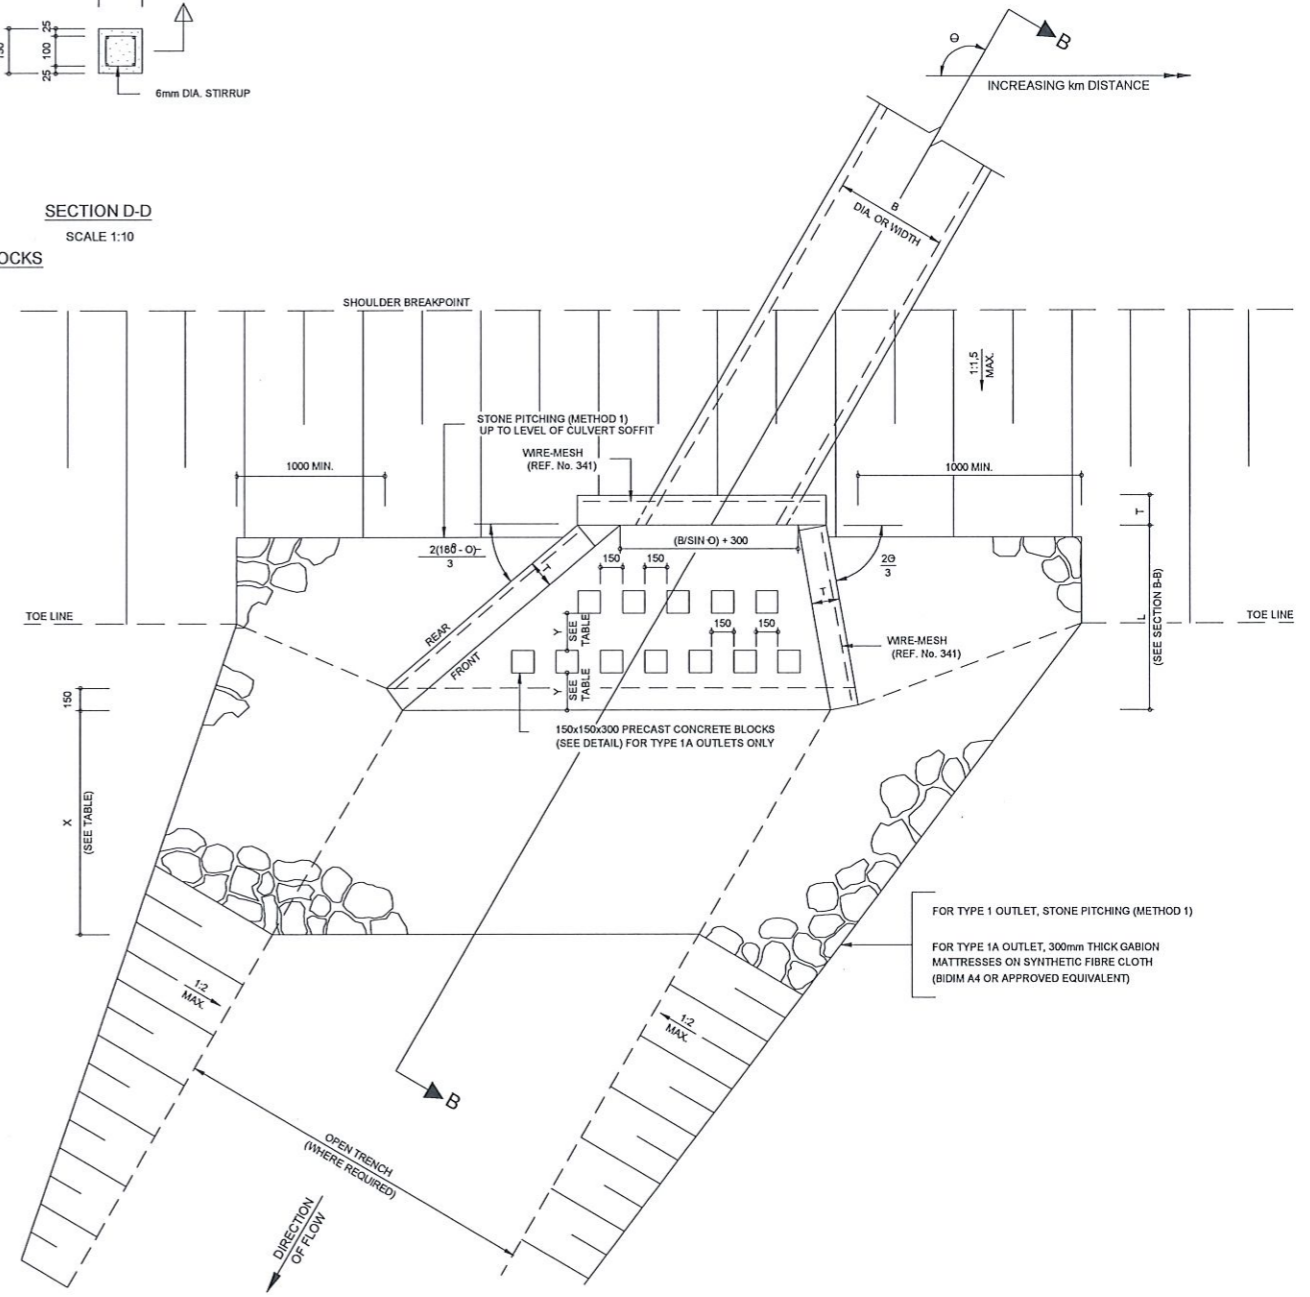 25
100
25
150
6mm DIA. STIRRUP
SECTION D-D
SCALE 1:10
OCKS
B
INCREASING km DISTANCE
B
DIA. OR WIDTH
SHOULDER BREAKPOINT
1:1,5
MAX.
STONE PITCHING (METHOD 1)
UP TO LEVEL OF CULVERT SOFFIT
WIRE-MESH
(REF. No. 341)
1000 MIN.
1000 MIN.
T
(B/SIN Θ) + 300
3
2Θ
3
150
150
T
T
TOE LINE
TOE LINE
REAR
FRONT
Y
SEE
TABLE
150
150
Y
SEE
TABLE
WIRE-MESH
(REF. No. 341)
L
(SEE SECTION B-B)
150
150x150x300 PRECAST CONCRETE BLOCKS
(SEE DETAIL) FOR TYPE 1A OUTLETS ONLY
X
(SEE TABLE)
FOR TYPE 1 OUTLET, STONE PITCHING (METHOD 1)
FOR TYPE 1A OUTLET, 300mm THICK GABION
MATTRESSES ON SYNTHETIC FIBRE CLOTH
(BIDIM A4 OR APPROVED EQUIVALENT)
1:2
MAX.
1:2
MAX.
B
OPEN TRENCH
(WHERE REQUIRED)
DIRECTION
OF FLOW